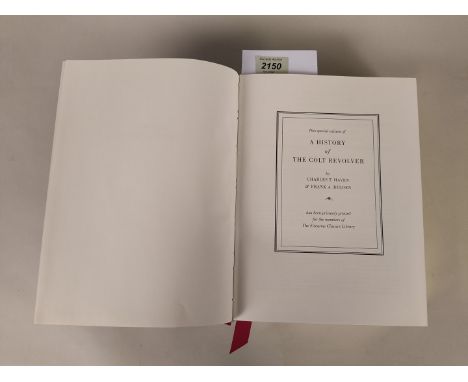 2150
This special edition of
A HISTORY
of
THE COLT REVOLVER
by
CHARLES T. HAVEN
& FRANK A. BELDEN
has been privately printed
for the members of
The Firearms Classics Library